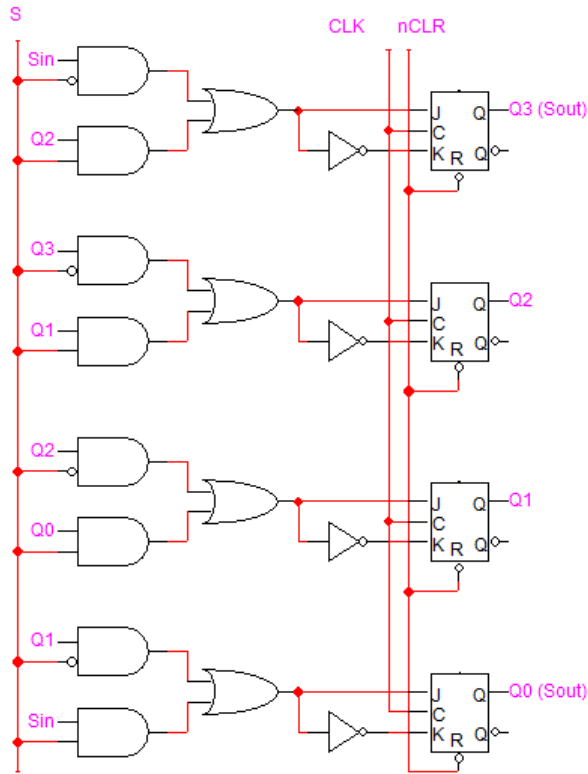 S
CLK nCLR
Sin
Q3 (Sout)
J Q
C
Q2
K R Q
Q3
Q2
J Q
C
Q1
K R Q
Q2
Q1
J Q
C
Q0
K R Q
Q1
Q0 (Sout)
J Q
C
Sin
K R Q